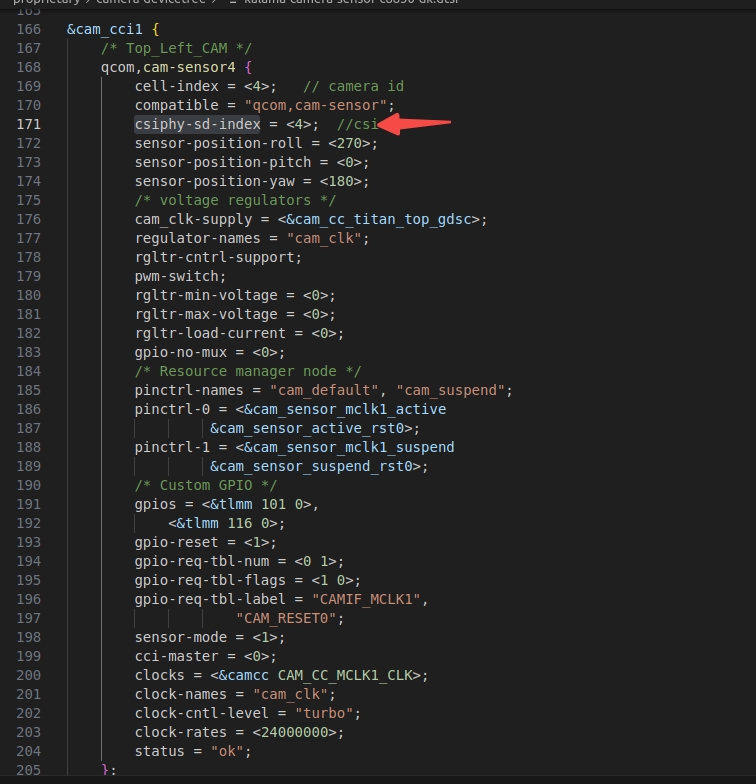 166 &cam_cci1 {
167 /* Top_Left_CAM */
168 qcom,cam-sensor4 {
169 cell-index = <4>; // camera id
170 compatible = "qcom,cam-sensor";
171 csiphy-sd-index = <4>; //csi
172 sensor-position-roll = <270>;
173 sensor-position-pitch = <0>;
174 sensor-position-yaw = <180>;
175 /* voltage regulators */
176 cam_clk-supply = <&cam_cc_titan_top_gdsc>;
177 regulator-names = "cam_clk";
178 rgltr-cntrl-support;
179 pwm-switch;
180 rgltr-min-voltage = <0>;
181 rgltr-max-voltage = <0>;
182 rgltr-load-current = <0>;
183 gpio-no-mux = <0>;
184 /* Resource manager node */
185 pinctrl-names = "cam_default", "cam_suspend";
186 pinctrl-0 = <&cam_sensor_mclk1_active
187 &cam_sensor_active_rst0>;
188 pinctrl-1 = <&cam_sensor_mclk1_suspend
189 &cam_sensor_suspend_rst0>;
190 /* Custom GPIO */
191 gpios = <&tlmm 101 0>,
192 <&tlmm 116 0>;
193 gpio-reset = <1>;
194 gpio-req-tbl-num = <0 1>;
195 gpio-req-tbl-flags = <1 0>;
196 gpio-req-tbl-label = "CAMIF_MCLK1",
197 "CAM_RESET0";
198 sensor-mode = <1>;
199 cci-master = <0>;
200 clocks = <&camcc CAM_CC_MCLK1_CLK>;
201 clock-names = "cam_clk";
202 clock-cntl-level = "turbo";
203 clock-rates = <24000000>;
204 status = "ok";
205 };